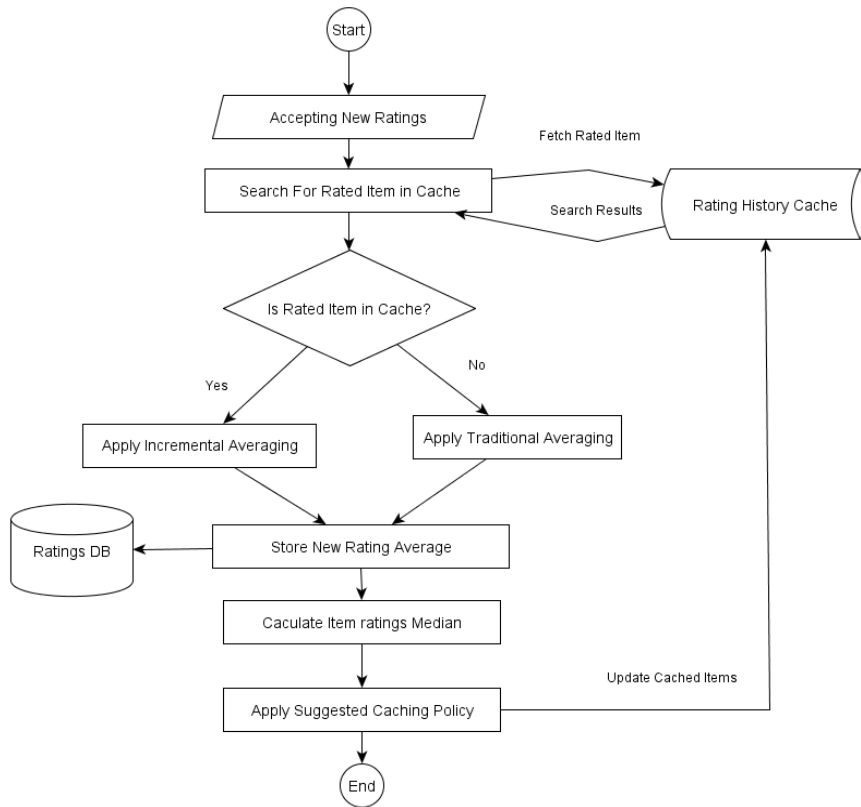 Start
Accepting New Ratings
Fetch Rated Item
Search For Rated Item in Cache
Rating History Cache
Search Results
Is Rated Item in Cache?
Yes
No
Apply Incremental Averaging
Apply Traditional Averaging
Ratings DB
Store New Rating Average
Caculate Item ratings Median
Update Cached Items
Apply Suggested Caching Policy
End